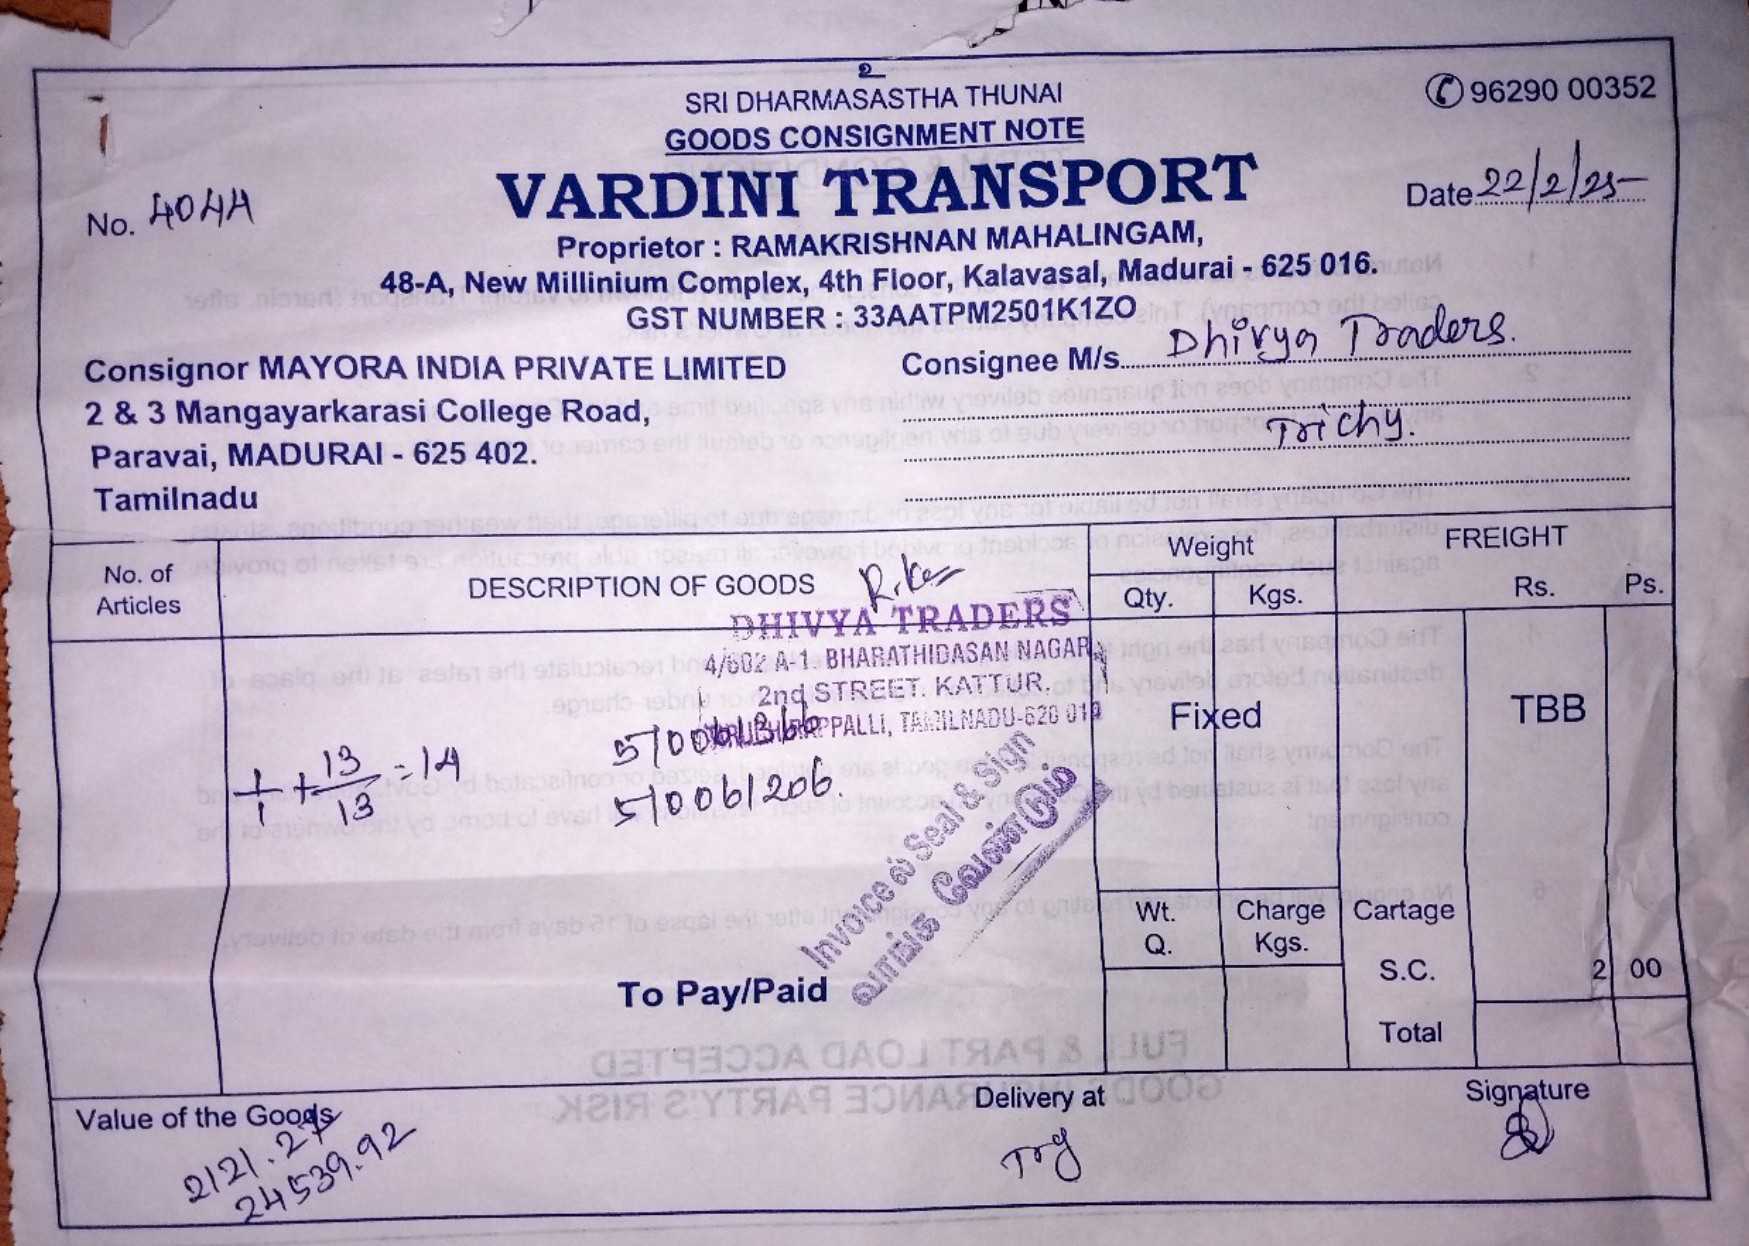 உ
SRI DHARMASASTHA THUNAI
✆ 96290 00352
GOODS CONSIGNMENT NOTE
VARDINI TRANSPORT
No. 4044
Date 22/2/25
Proprietor : RAMAKRISHNAN MAHALINGAM,
48-A, New Millinium Complex, 4th Floor, Kalavasal, Madurai - 625 016.
GST NUMBER : 33AATPM2501K1ZO
Consignor MAYORA INDIA PRIVATE LIMITED
2 & 3 Mangayarkarasi College Road,
Paravai, MADURAI - 625 402.
Tamilnadu
Consignee M/s. Dhivya Traders.
Trichy.
No. of Articles
DESCRIPTION OF GOODS
Weight
Qty.
Kgs.
FREIGHT
Rs.
Ps.
DHIVYA TRADERS
4/602 A-1. BHARATHIDASAN NAGAR
2nd STREET. KATTUR.
TAMILNADU-620 019
1/1 + 13/13 = 14
510061206.
Fixed
TBB
Invoice ல் Seal & Sign
வாங்க வேண்டும்
Wt. Q.
Charge Kgs.
Cartage
S.C.
2 00
To Pay/Paid
Total
Value of the Goods
24539.92
Delivery at
Try
Signature
FULL & PART LOAD ACCEPTED
GOODS INSURANCE PARTY'S RISK